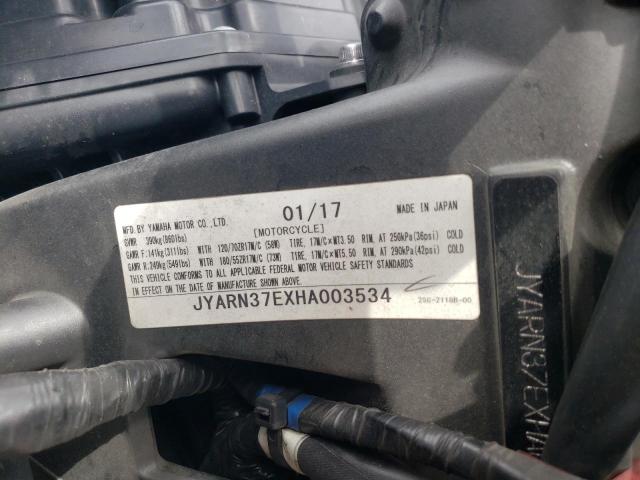 01/17
MFD.BY YAMAHA MOTOR CO.,LTD. [MOTORCYCLE] MADE IN JAPAN
GVWR 390kg(860lbs)
GAWR F:141kg(311lbs) WITH 120/70ZR17M/C (58W) TIRE, 17M/C×MT3.50 RIM, AT 250kPa(36psi) COLD
GAWR R:249kg(549lbs) WITH 180/55ZR17M/C (73W) TIRE, 17M/C×MT5.50 RIM, AT 290kPa(42psi) COLD
THIS VEHICLE CONFORMS TO ALL APPLICABLE FEDERAL MOTOR VEHICLE SAFETY STANDARDS
IN EFFECT ON THE DATE OF MANUFACTURE SHOWN ABOVE.
JYARN37EXHA003534
JYARN37EXHA